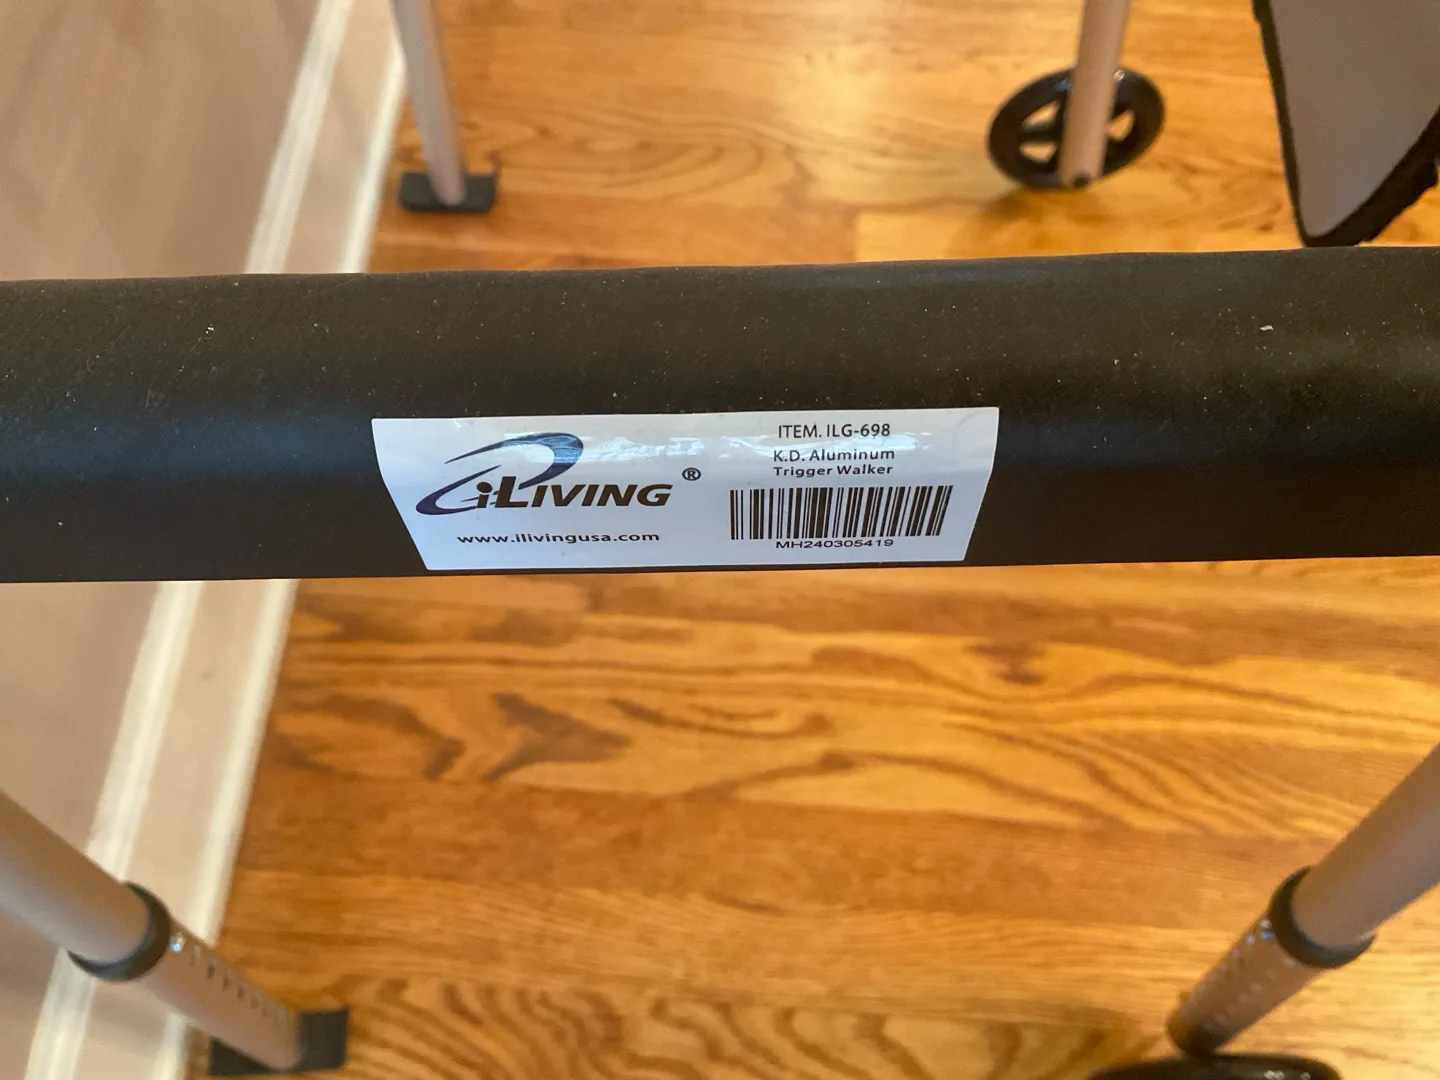 iLIVING ®
www.ilivingusa.com
ITEM. ILG-698
K.D. Aluminum
Trigger Walker
MH240305419